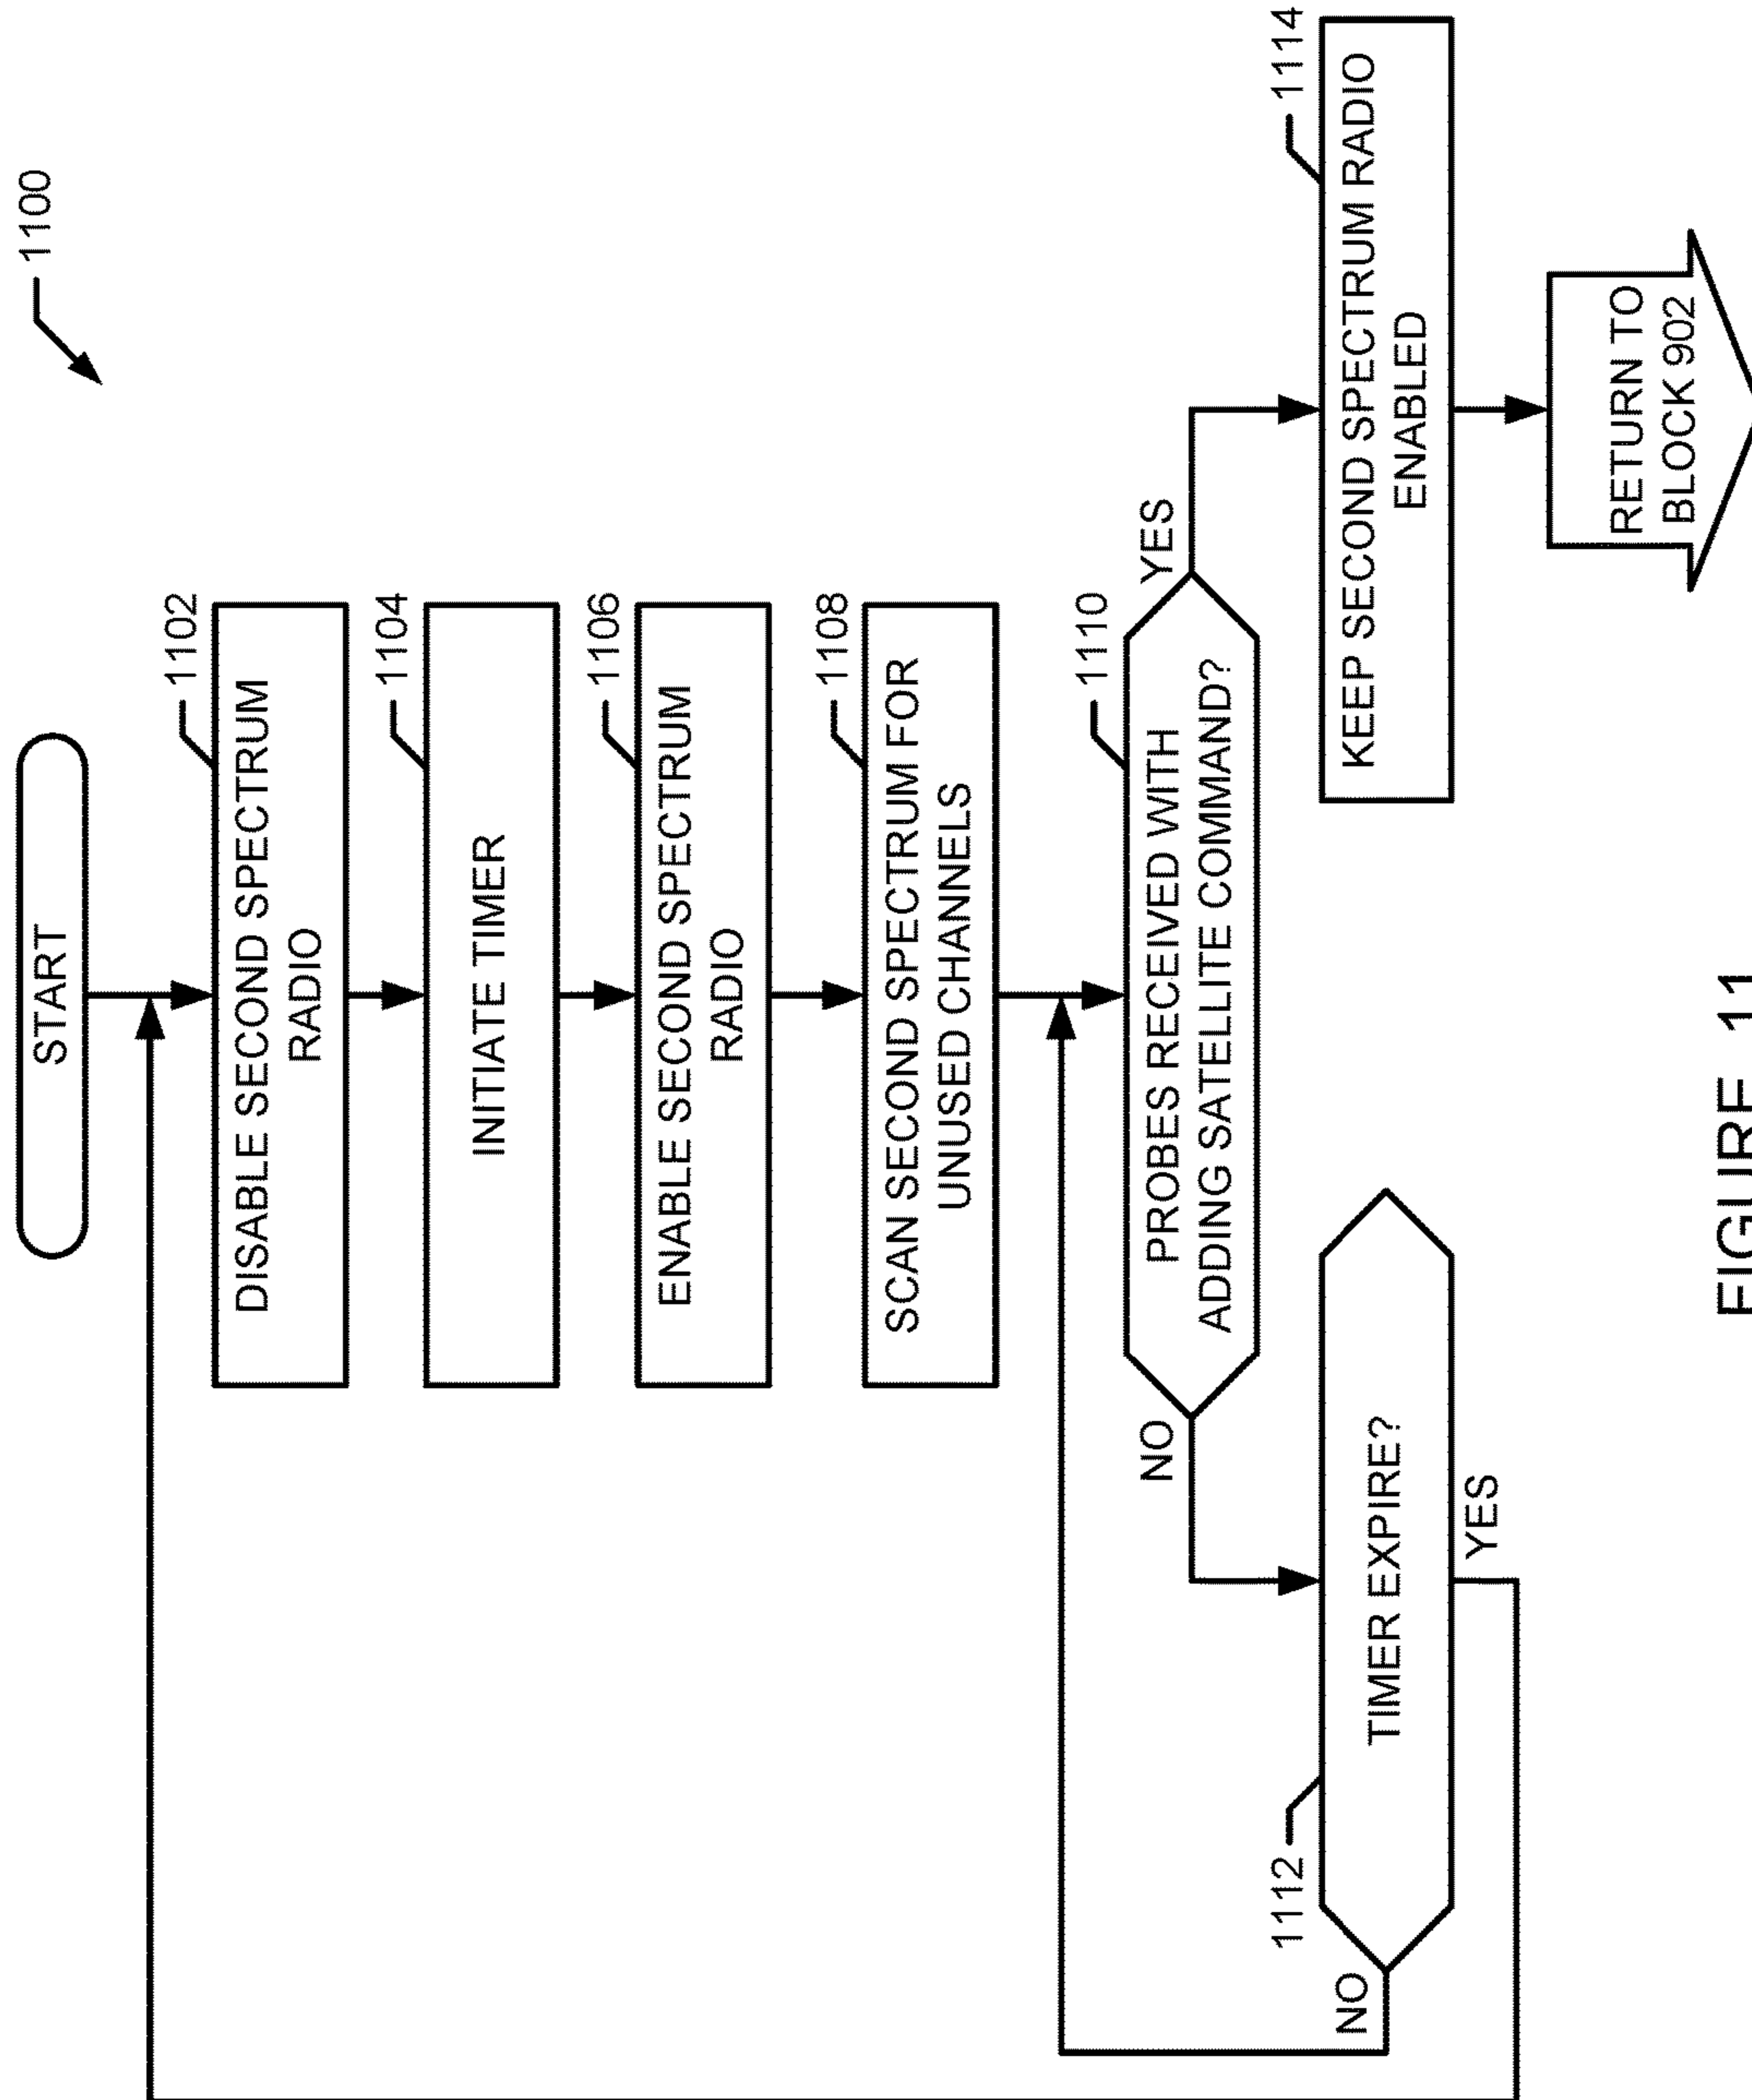 1100
START
1102
DISABLE SECOND SPECTRUM
RADIO
1104
INITIATE TIMER
1106
ENABLE SECOND SPECTRUM
RADIO
1108
SCAN SECOND SPECTRUM FOR
UNUSED CHANNELS
1110
PROBES RECEIVED WITH
ADDING SATELLITE COMMAND?
NO
YES
1112
TIMER EXPIRE?
NO
YES
1114
KEEP SECOND SPECTRUM RADIO
ENABLED
RETURN TO
BLOCK 902
FIGURE 11